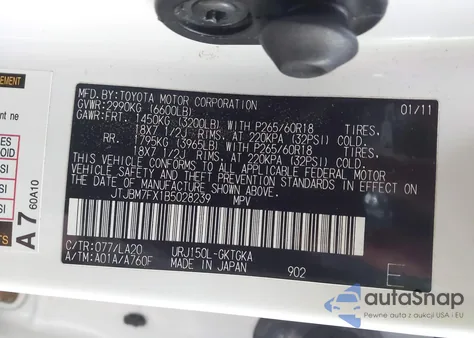 MFD.BY:TOYOTA MOTOR CORPORATION 01/11
GVWR:2990KG (6600LB)
GAWR:FRT. 1450KG (3200LB) WITH P265/60R18 TIRES,
18X7 1/2J RIMS, AT 220KPA (32PSI) COLD.
RR. 1795KG (3965LB) WITH P265/60R18 TIRES,
18X7 1/2J RIMS, AT 220KPA (32PSI) COLD.
THIS VEHICLE CONFORMS TO ALL APPLICABLE FEDERAL MOTOR
VEHICLE SAFETY AND THEFT PREVENTION STANDARDS IN EFFECT
ON THE DATE OF MANUFACTURE SHOWN ABOVE.
JTJBM7FX1B5028239 MPV
C/TR:077/LA20 URJ150L-GKTGKA
A/TM:A01A/A760F MADE IN JAPAN 902
E
A7
60A10
autoSnap
Pewne auta z aukcji USA i EU